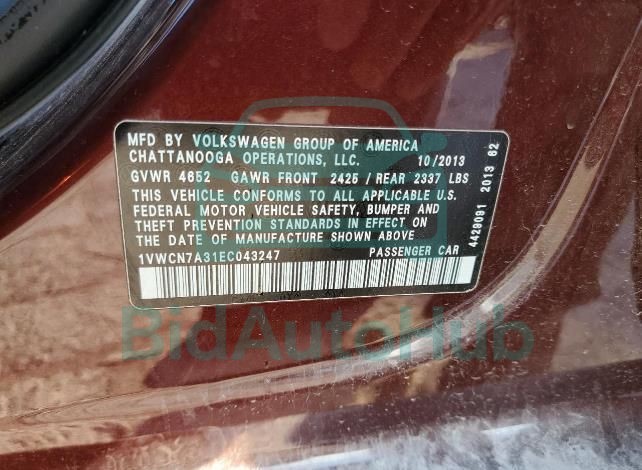 MFD BY VOLKSWAGEN GROUP OF AMERICA
CHATTANOOGA OPERATIONS, LLC. 10/2013
GVWR 4652 GAWR FRONT 2425 / REAR 2337 LBS
THIS VEHICLE CONFORMS TO ALL APPLICABLE U.S.
FEDERAL MOTOR VEHICLE SAFETY, BUMPER AND
THEFT PREVENTION STANDARDS IN EFFECT ON
THE DATE OF MANUFACTURE SHOWN ABOVE
1VWCN7A31EC043247 PASSENGER CAR
4429091 2013 62
BidAutoHub